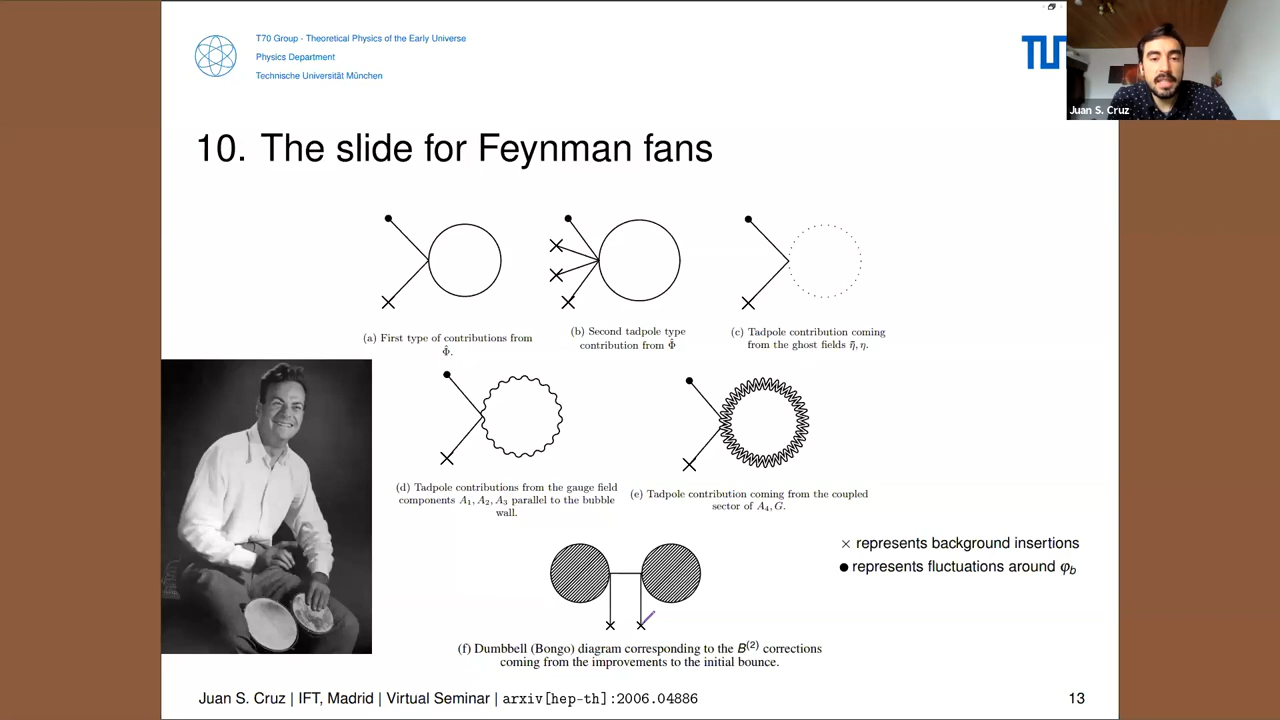 T70 Group - Theoretical Physics of the Early Universe
Physics Department
Technische Universität München
TU
Juan S. Cruz
10. The slide for Feynman fans
(a) First type of contributions from
Φ̂.
(b) Second tadpole type
contribution from Φ̂
(c) Tadpole contribution coming
from the ghost fields η̄, η.
(d) Tadpole contributions from the gauge field
components A₁, A₂, A₃ parallel to the bubble
wall.
(e) Tadpole contribution coming from the coupled
sector of A₄, G.
× represents background insertions
● represents fluctuations around φ_b
(f) Dumbbell (Bongo) diagram corresponding to the B⁽²⁾ corrections
coming from the improvements to the initial bounce.
Juan S. Cruz | IFT, Madrid | Virtual Seminar | arxiv[hep-th]:2006.04886
13